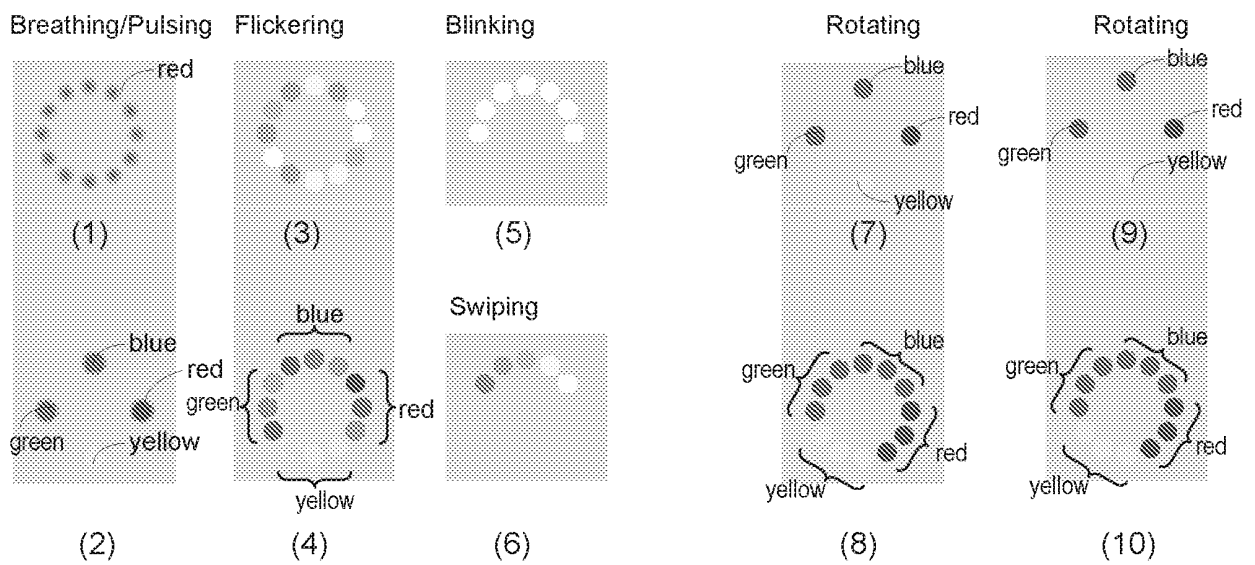 Breathing/Pulsing
Flickering
Blinking
Rotating
Rotating
red
blue
blue
red
green
yellow
red
green
yellow
(1)
(3)
(5)
(7)
(9)
Swiping
blue
red
green
yellow
blue
green
red
yellow
blue
green
red
yellow
blue
green
red
yellow
(2)
(4)
(6)
(8)
(10)